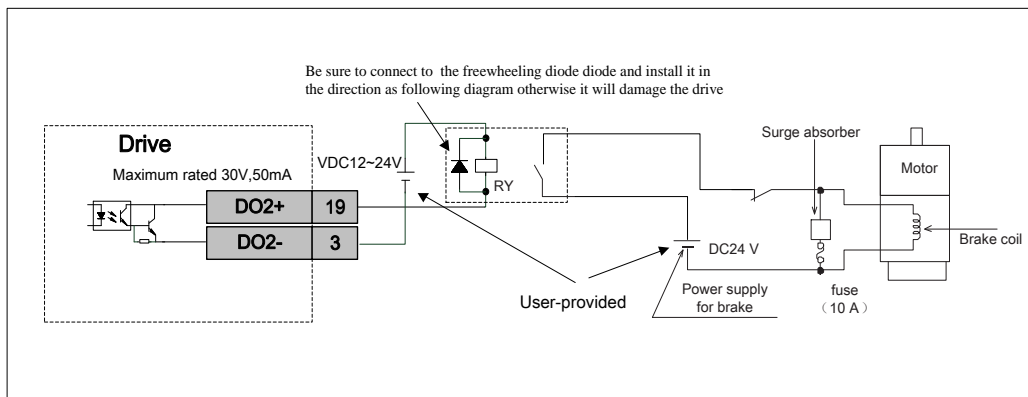 Be sure to connect to the freewheeling diode diode and install it in
the direction as following diagram otherwise it will damage the drive
Drive
Maximum rated 30V,50mA
VDC12~24V
DO2+ 19
DO2- 3
RY
User-provided
DC24 V
Power supply
for brake
Surge absorber
fuse
（10 A）
Motor
Brake coil